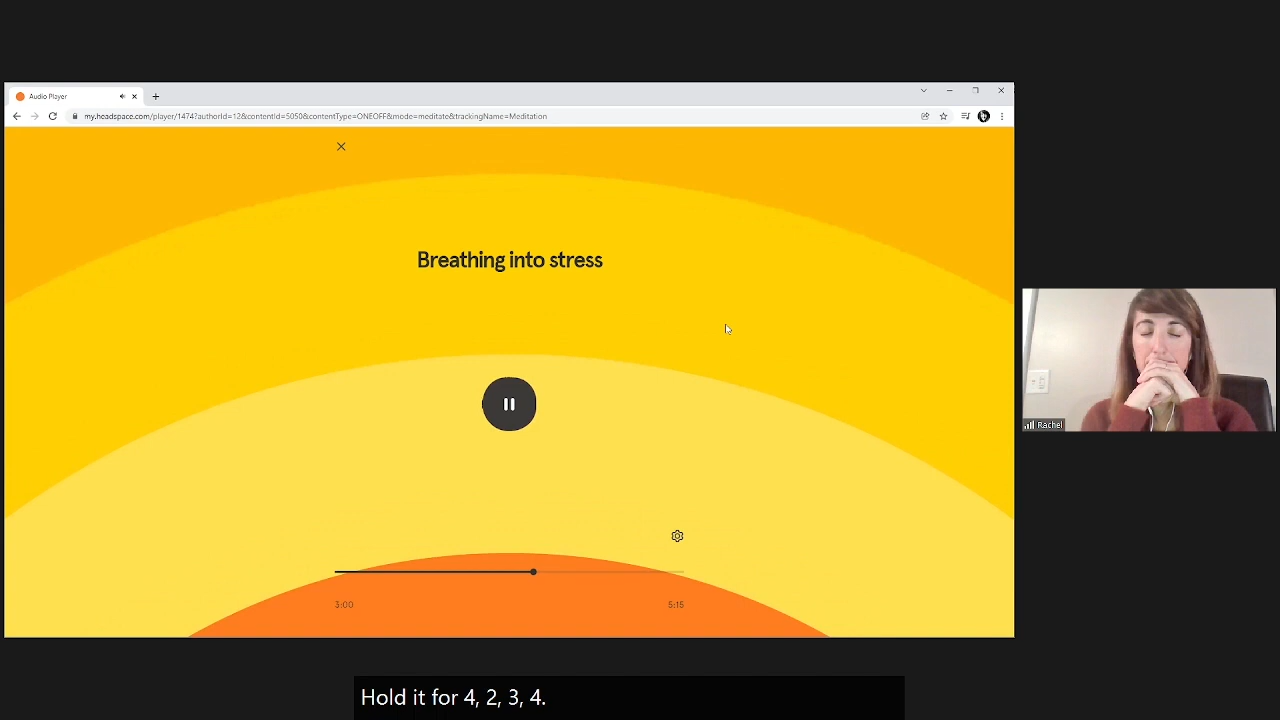 Audio Player
my.headspace.com/player/1474?authorId=12&contentId=5050&contentType=ONEOFF&mode=meditate&trackingName=Meditation
Breathing into stress
Rachel
3:00
5:15
Hold it for 4, 2, 3, 4.